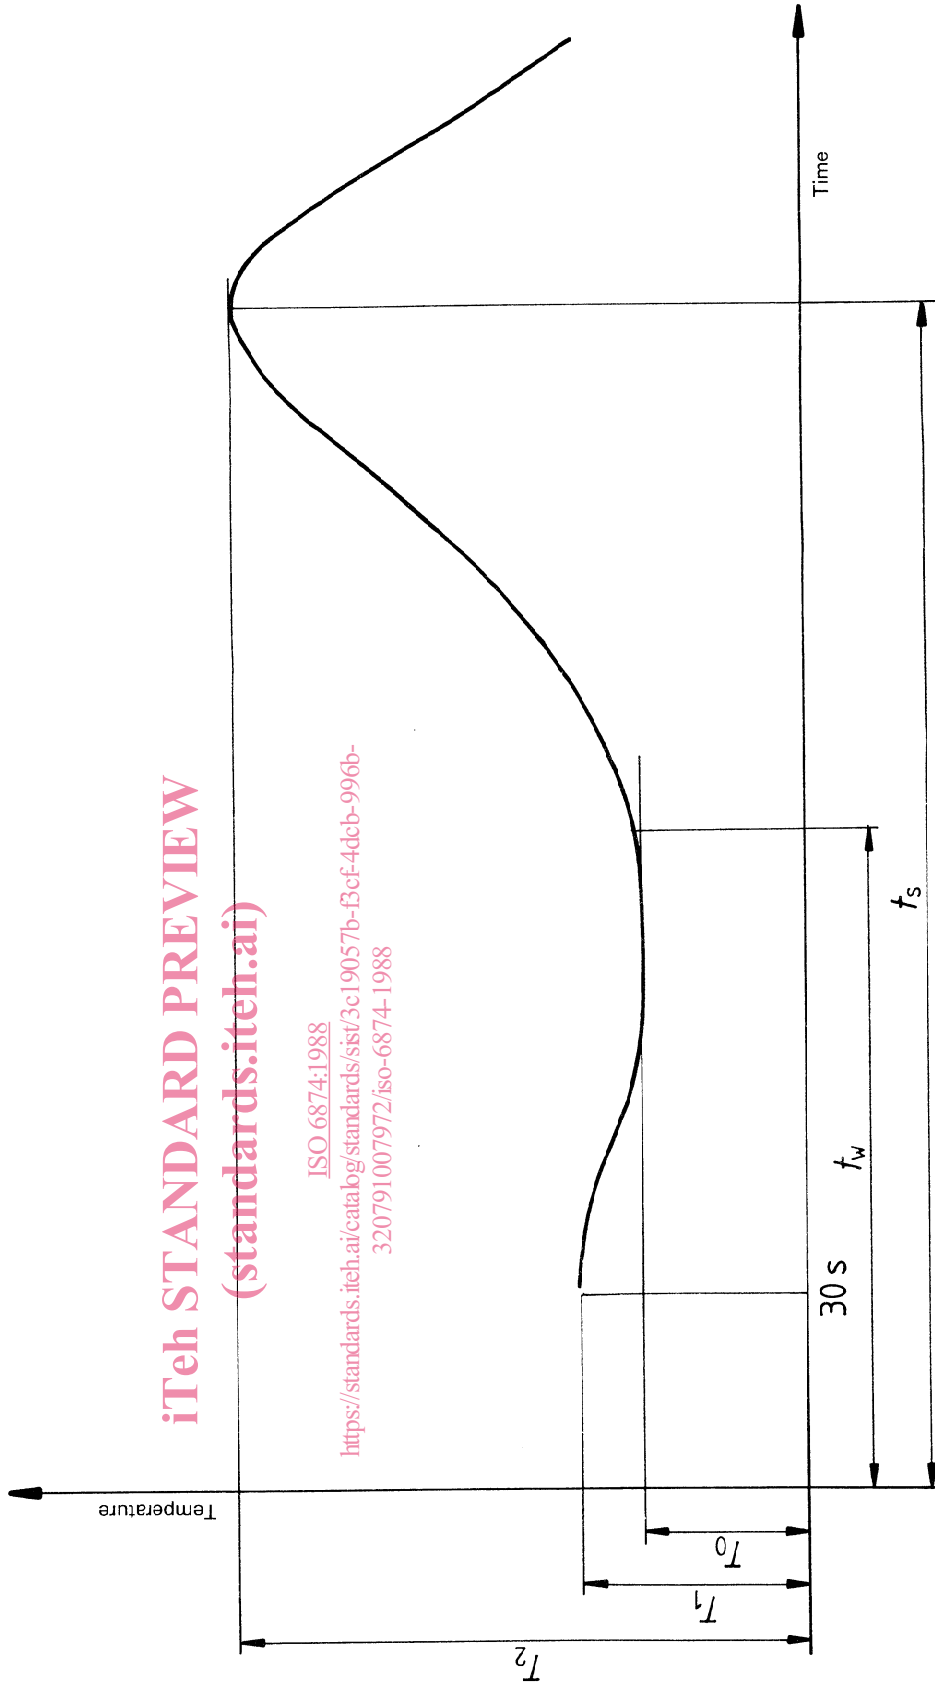 iTeh STANDARD PREVIEW
(standards.iteh.ai)
ISO 6874:1988
https://standards.iteh.ai/catalog/standards/sist/3c19057b-f3cf-4dcb-996b-
320791007972/iso-6874-1988
Temperature
Time
30 s
tw
ts
T0
T1
T2